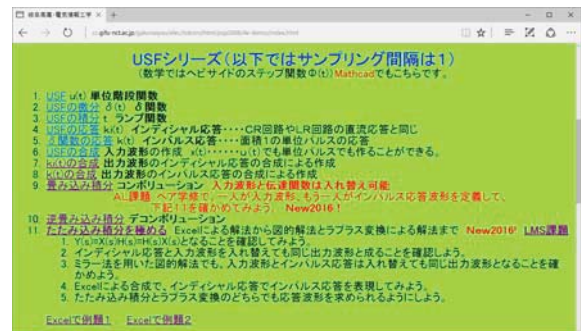 岐阜高専・電気情報工学
USFシリーズ(以下ではサンプリング間隔は1)
(数学ではヘビサイドのステップ関数Φ(t))Mathcadでもこちらです。
1. USF u(t) 単位階段関数
2. USFの微分 δ(t) δ関数
3. USFの積分 t ランプ関数
4. USFの応答 ki(t) インディシャル応答・・・・CR回路やLR回路の直流応答と同じ
5. δ関数の応答 k(t) インパルス応答・・・・面積1の単位パルスの応答
6. USFの合成 入力波形の作成 x(t)・・・・・・u(t)でも単位パルスでも作ることができる。
7. ki(t)の合成 出力波形のインディシャル応答の合成による作成
8. k(t)の合成 出力波形のインパルス応答の合成による作成
9. 畳み込み積分 コンボリューション 入力波形と伝達関数は入れ替え可能
AL課題 ペア学修で、一人が入力波形、もう一人がインパルス応答波形を定義して、
下記11を確かめてみよう。 New2016!
10. 逆畳み込み積分 デコンボリューション
11. たたみ込み積分を極める Excelによる解法から図的解法とラプラス変換による解法まで New2016! LMS課題
1. Y(s)=X(s)H(s)=H(s)X(s)となることを確認してみよう。
2. インディシャル応答と入力波形を入れ替えても同じ出力波形と成ることを確認しよう。
3. ミラー法を用いた図的解法でも、入力波形とインパルス応答は入れ替えても同じ出力波形となることを確
かめよう。
4. Excelによる合成で、インディシャル応答でインパルス応答を表現してみよう。
5. たたみ込み積分とラプラス変換のどちらでも応答波形を求められるようにしよう。
Excelで例題1 Excelで例題2